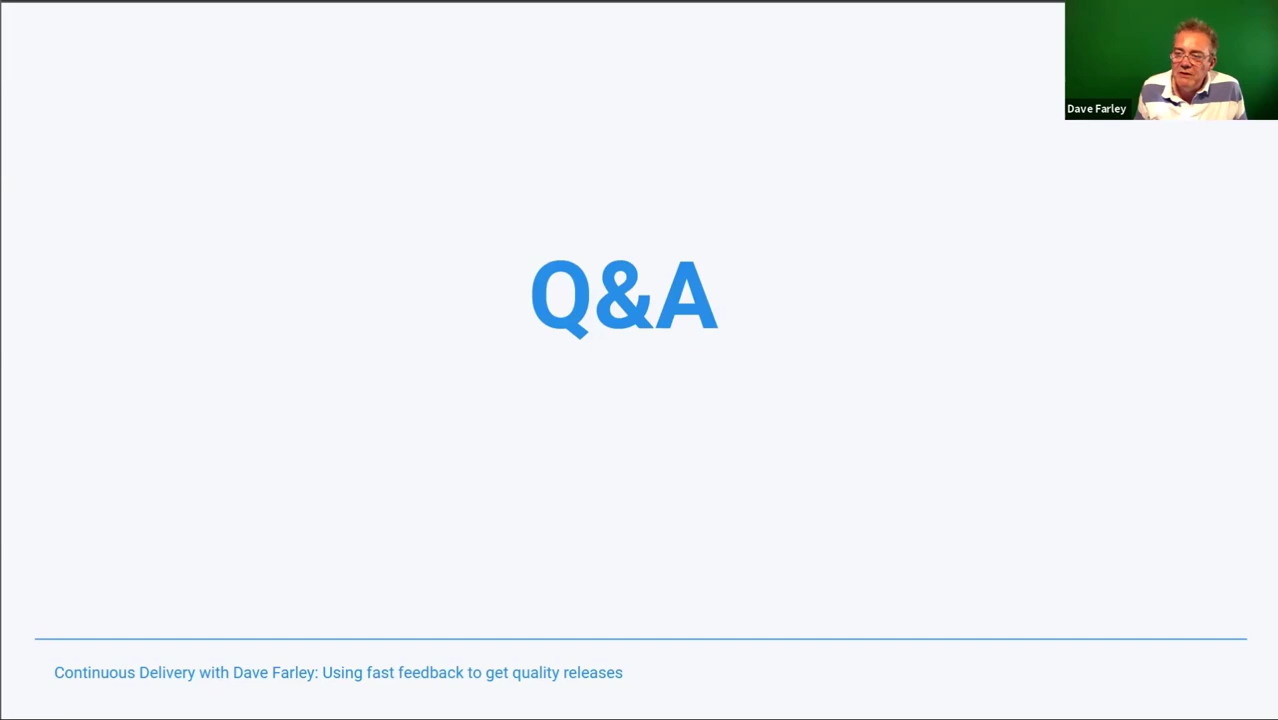 Dave Farley
Q&A
Continuous Delivery with Dave Farley: Using fast feedback to get quality releases